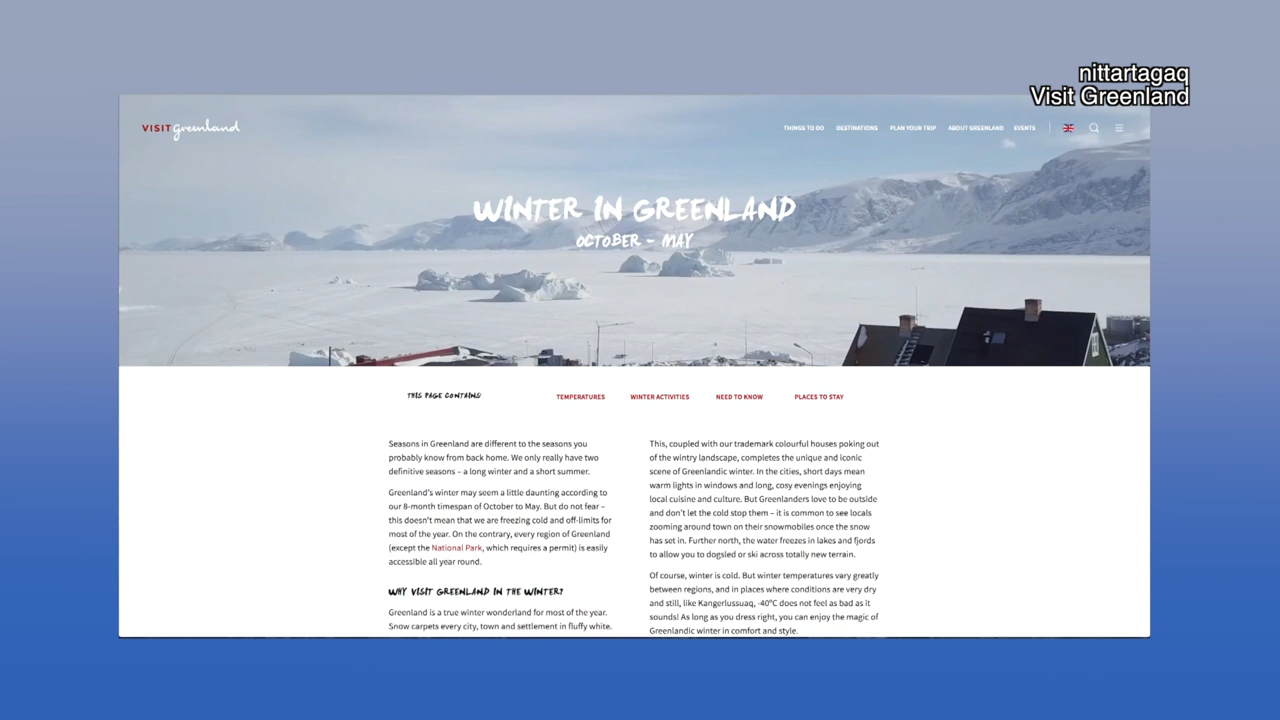 nittartagaq
Visit Greenland
VISIT greenland
THINGS TO DO DESTINATIONS PLAN YOUR TRIP ABOUT GREENLAND EVENTS
WINTER IN GREENLAND
OCTOBER – MAY
THIS PAGE CONTAINS TEMPERATURES WINTER ACTIVITIES NEED TO KNOW PLACES TO STAY
Seasons in Greenland are different to the seasons you
probably know from back home. We only really have two
definitive seasons – a long winter and a short summer.
Greenland's winter may seem a little daunting according to
our 8-month timespan of October to May. But do not fear –
this doesn't mean that we are freezing cold and off-limits for
most of the year. On the contrary, every region of Greenland
(except the National Park, which requires a permit) is easily
accessible all year round.
WHY VISIT GREENLAND IN THE WINTER?
Greenland is a true winter wonderland for most of the year.
Snow carpets every city, town and settlement in fluffy white.
This, coupled with our trademark colourful houses poking out
of the wintry landscape, completes the unique and iconic
scene of Greenlandic winter. In the cities, short days mean
warm lights in windows and long, cosy evenings enjoying
local cuisine and culture. But Greenlanders love to be outside
and don't let the cold stop them – it is common to see locals
zooming around town on their snowmobiles once the snow
has set in. Further north, the water freezes in lakes and fjords
to allow you to dogsled or ski across totally new terrain.
Of course, winter is cold. But winter temperatures vary greatly
between regions, and in places where conditions are very dry
and still, like Kangerlussuaq, -40°C does not feel as bad as it
sounds! As long as you dress right, you can enjoy the magic of
Greenlandic winter in comfort and style.